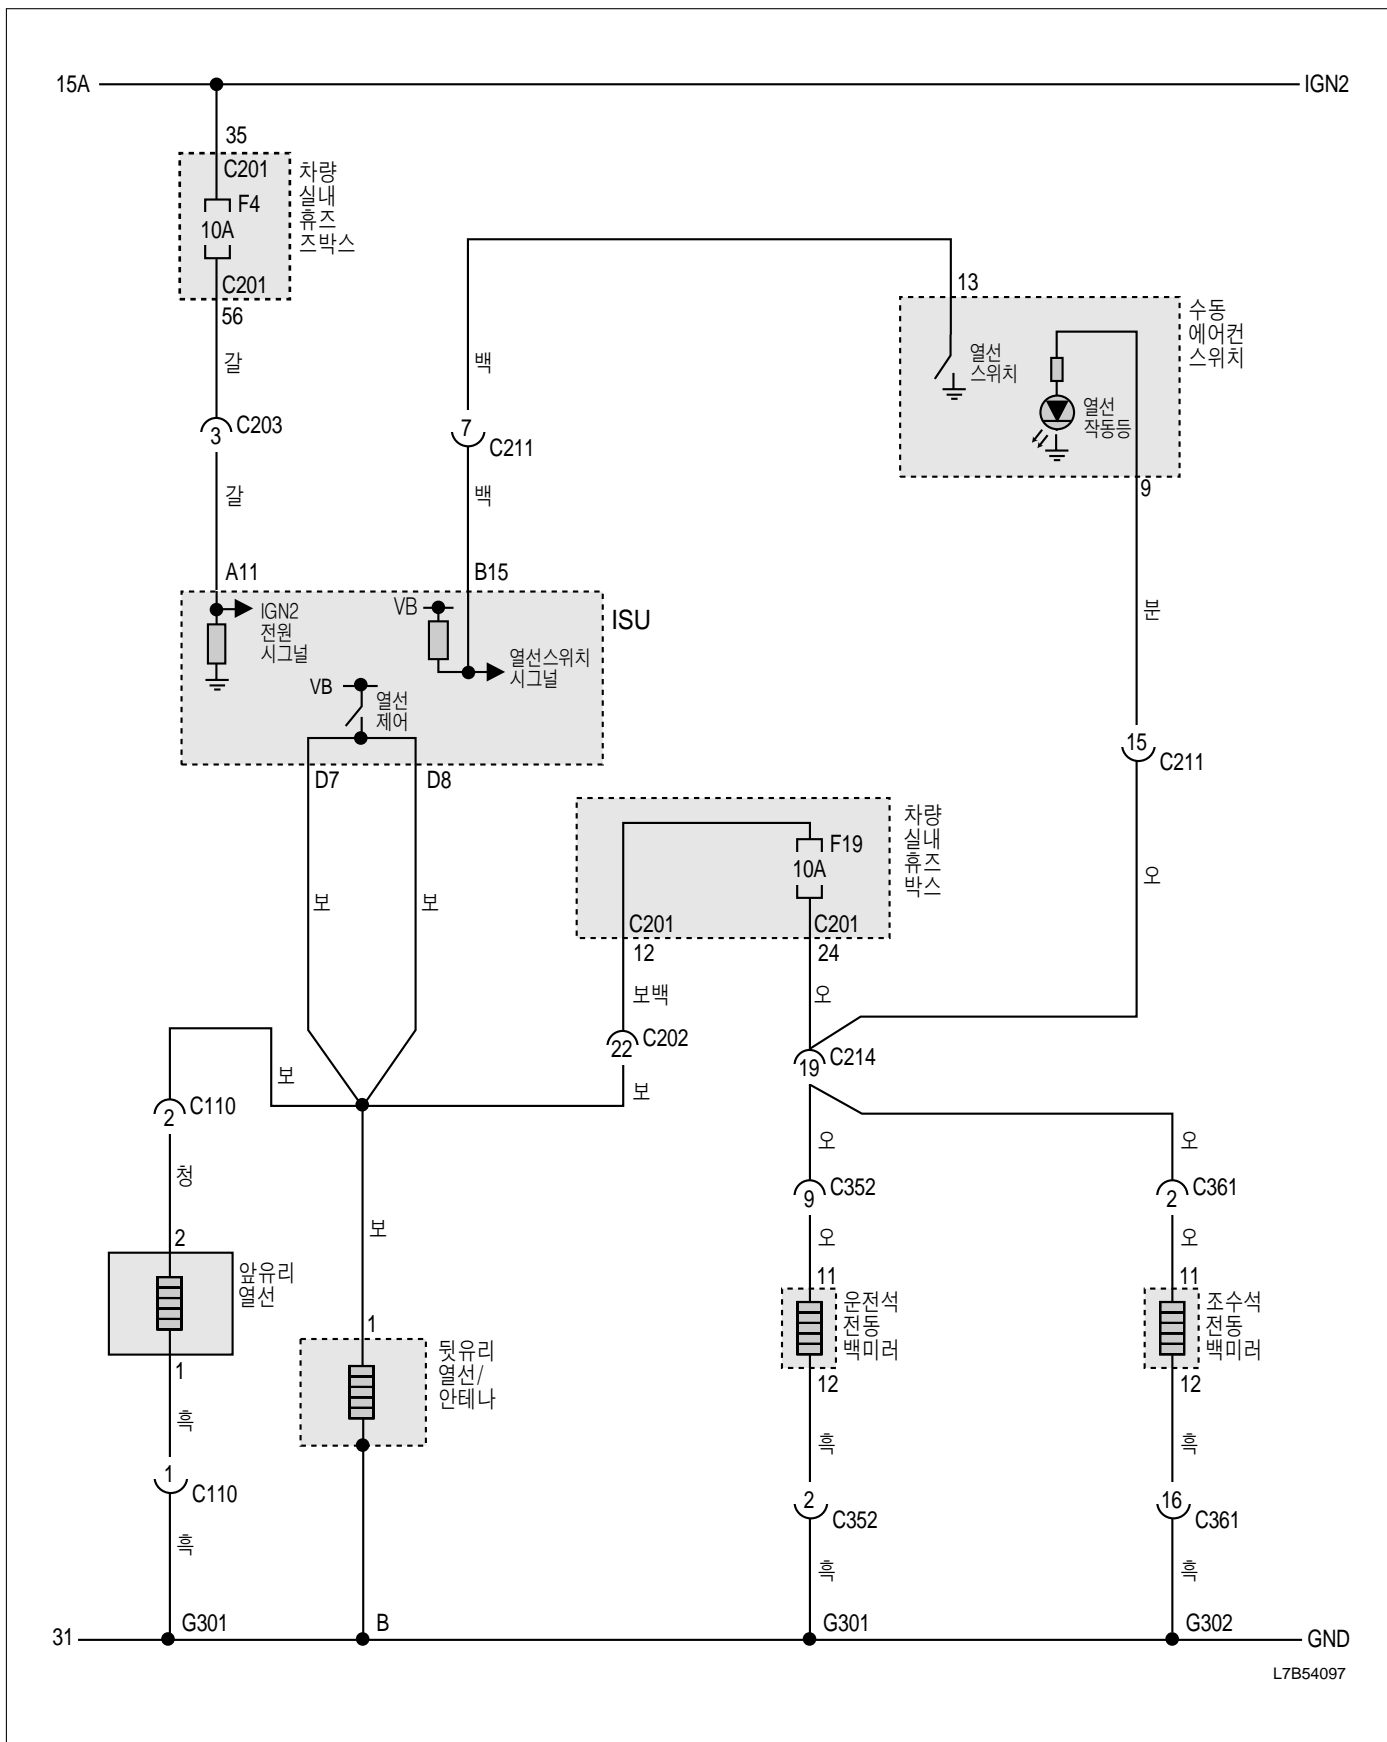 15A
IGN2
35
C201
차량
실내
휴즈
즈박스
F4
10A
C201
56
갈
3
C203
갈
A11
13
수동
에어컨
스위치
열선
스위치
열선
작동등
9
백
7
C211
백
B15
ISU
IGN2
전원
시그널
VB
열선스위치
시그널
VB
열선
제어
D7
D8
보
보
분
15
C211
오
차량
실내
휴즈
박스
F19
10A
C201
C201
12
24
보백
오
22
C202
보
19
C214
보
2
C110
청
2
앞유리
열선
1
흑
1
C110
흑
보
1
뒷유리
열선/
안테나
오
오
9
C352
2
C361
오
오
11
운전석
전동
백미러
12
11
조수석
전동
백미러
12
흑
흑
2
C352
16
C361
흑
흑
31
G301
B
G301
G302
GND
L7B54097